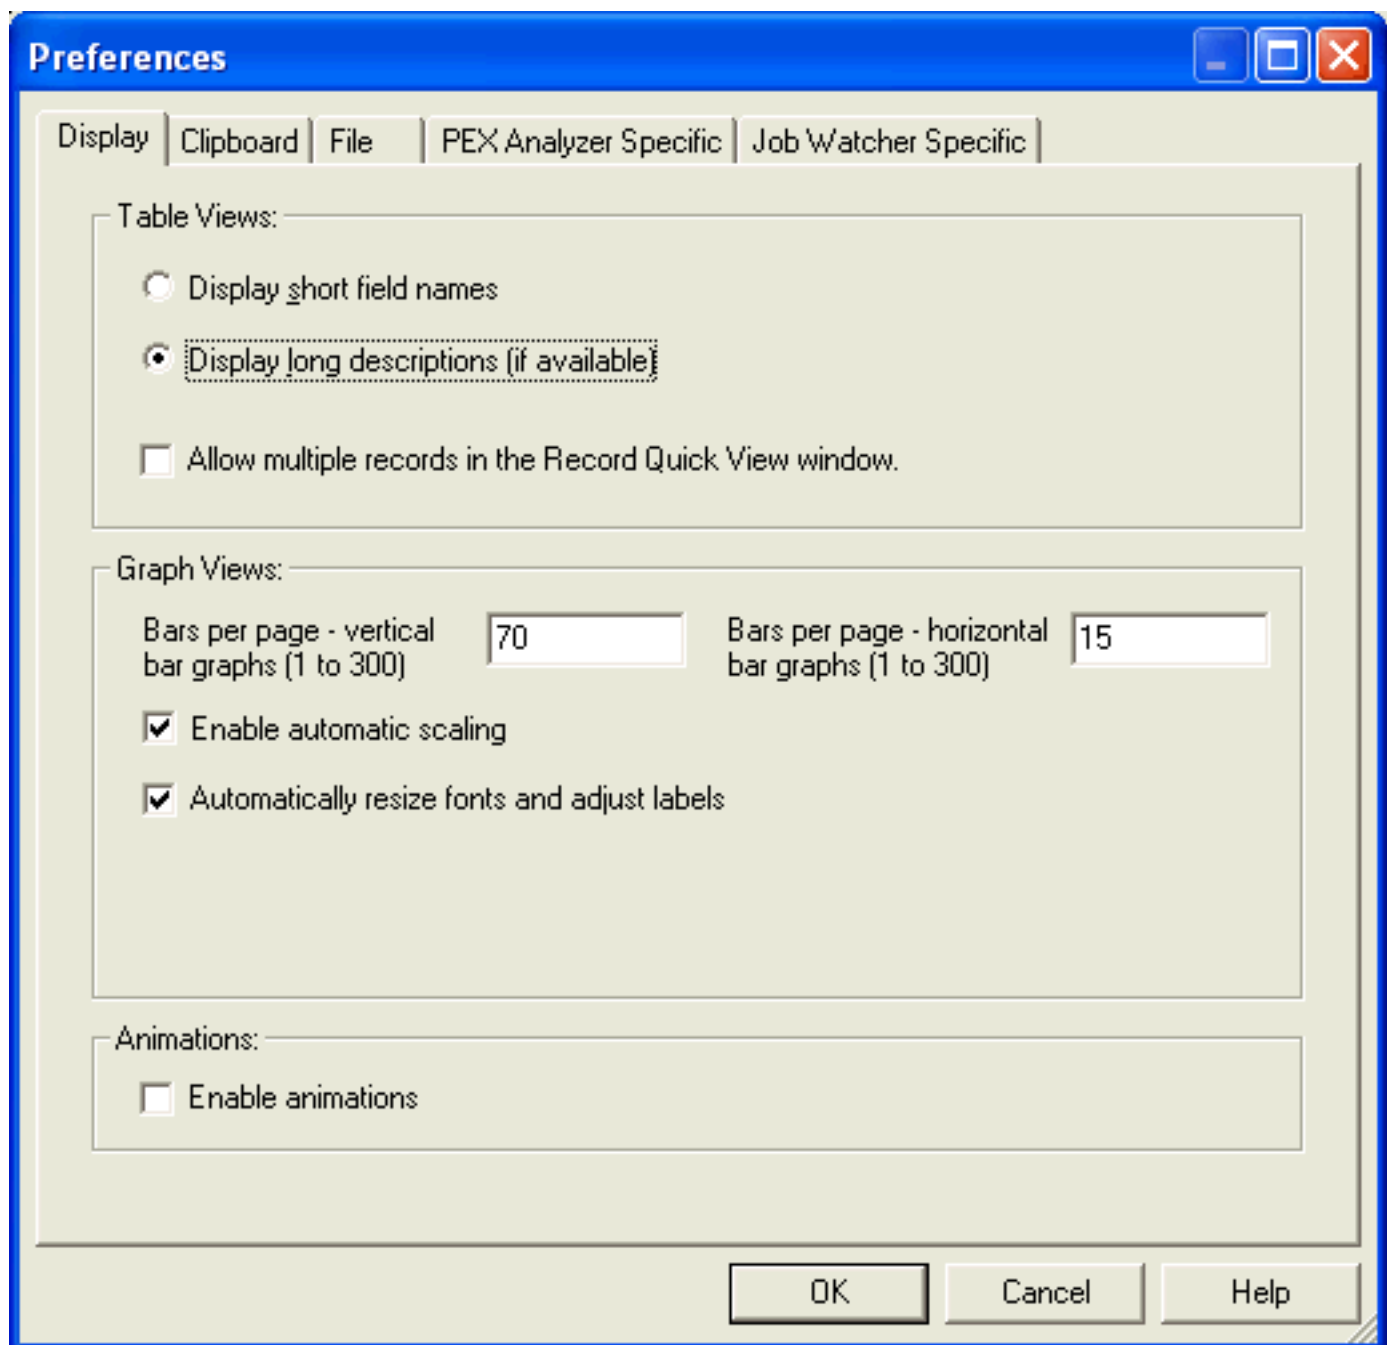 Preferences
Display Clipboard File PEX Analyzer Specific Job Watcher Specific
Table Views:
Display short field names
Display long descriptions (if available)
Allow multiple records in the Record Quick View window.
Graph Views:
Bars per page - vertical
bar graphs (1 to 300)
70
Bars per page - horizontal
bar graphs (1 to 300)
15
Enable automatic scaling
Automatically resize fonts and adjust labels
Animations:
Enable animations
OK Cancel Help